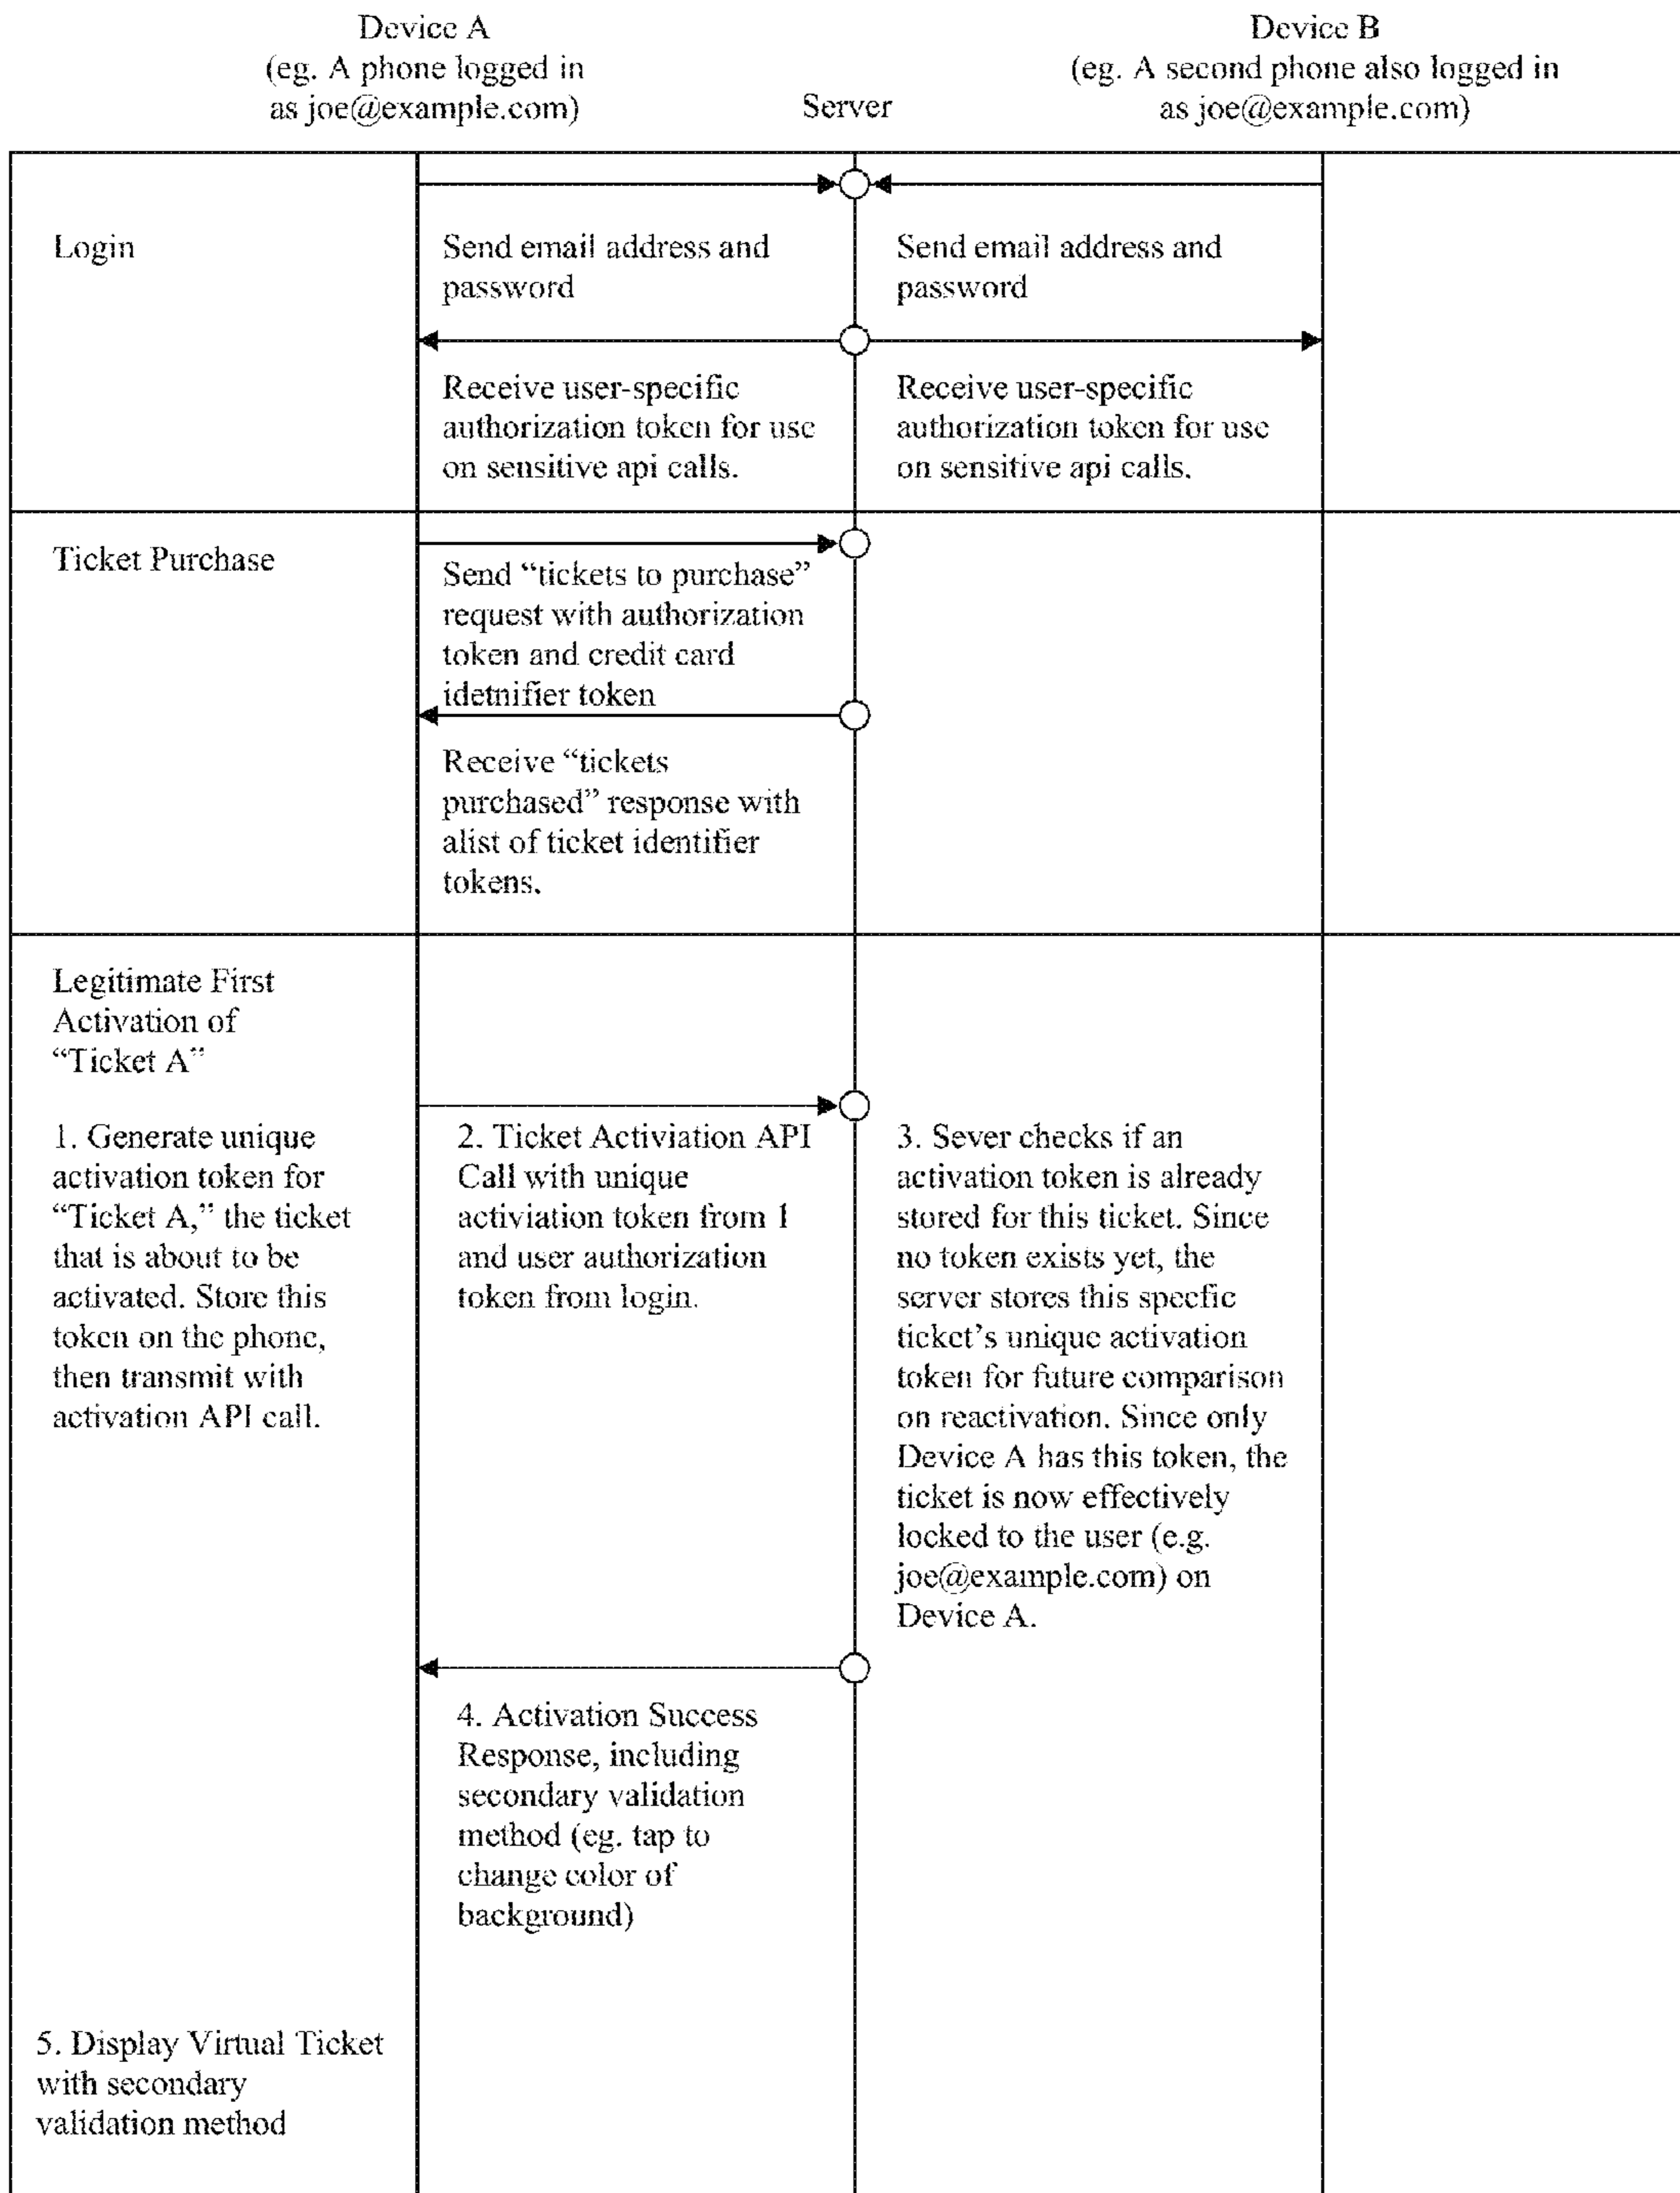 Device A
(eg. A phone logged in
as joe@example.com)
Server
Device B
(eg. A second phone also logged in
as joe@example.com)
Login
Send email address and
password
Send email address and
password
Receive user-specific
authorization token for use
on sensitive api calls.
Receive user-specific
authorization token for use
on sensitive api calls.
Ticket Purchase
Send “tickets to purchase”
request with authorization
token and credit card
idetnifier token
Receive “tickets
purchased” response with
alist of ticket identifier
tokens.
Legitimate First
Activation of
“Ticket A”
1. Generate unique
activation token for
“Ticket A,” the ticket
that is about to be
activated. Store this
token on the phone,
then transmit with
activation API call.
2. Ticket Activiation API
Call with unique
activiation token from 1
and user authorization
token from login.
3. Sever checks if an
activation token is already
stored for this ticket. Since
no token exists yet, the
server stores this specfic
ticket’s unique activation
token for future comparison
on reactivation. Since only
Device A has this token, the
ticket is now effectively
locked to the user (e.g.
joe@example.com) on
Device A.
4. Activation Success
Response, including
secondary validation
method (eg. tap to
change color of
background)
5. Display Virtual Ticket
with secondary
validation method